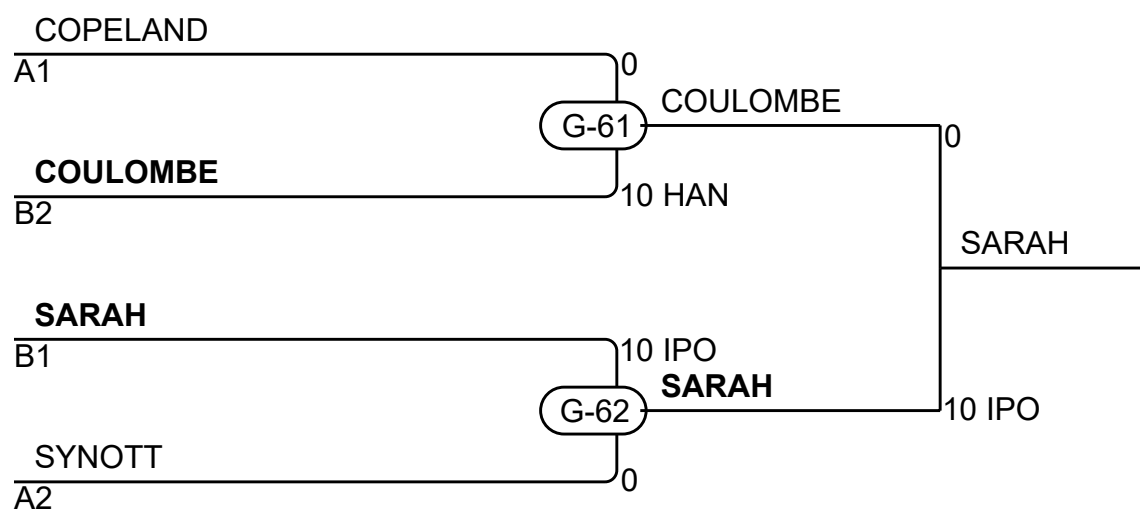 COPELAND
A1
0
G-61
COULOMBE
0
COULOMBE
B2
10 HAN
SARAH
SARAH
B1
10 IPO
SARAH
G-62
10 IPO
SYNOTT
A2
0